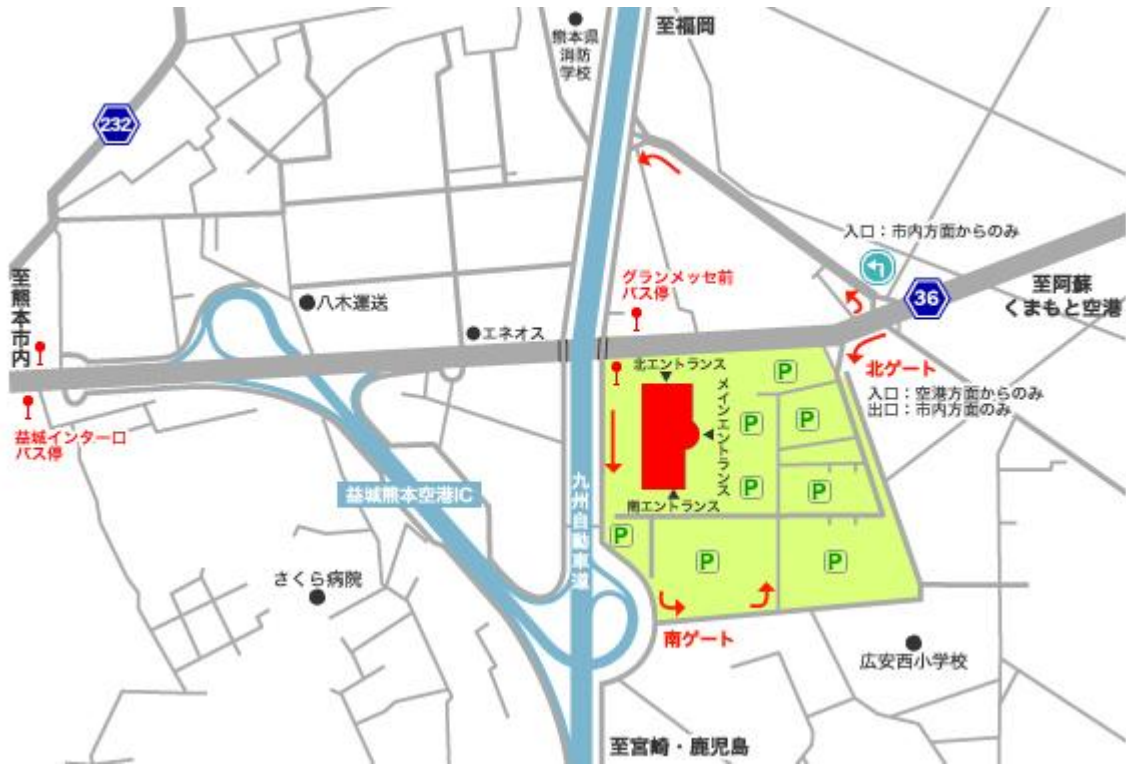 至福岡
熊本県
消防
学校
232
入口：市内方面からのみ
グランメッセ前
バス停
至阿蘇
くまもと空港
36
至熊本市内
八木運送
エネオス
北ゲート
入口：空港方面からのみ
出口：市内方面のみ
北エントランス
メインエントランス
南エントランス
P
P
P
P
P
P
P
P
益城インター口
バス停
益城熊本空港IC
九州自動車道
さくら病院
南ゲート
広安西小学校
至宮崎・鹿児島